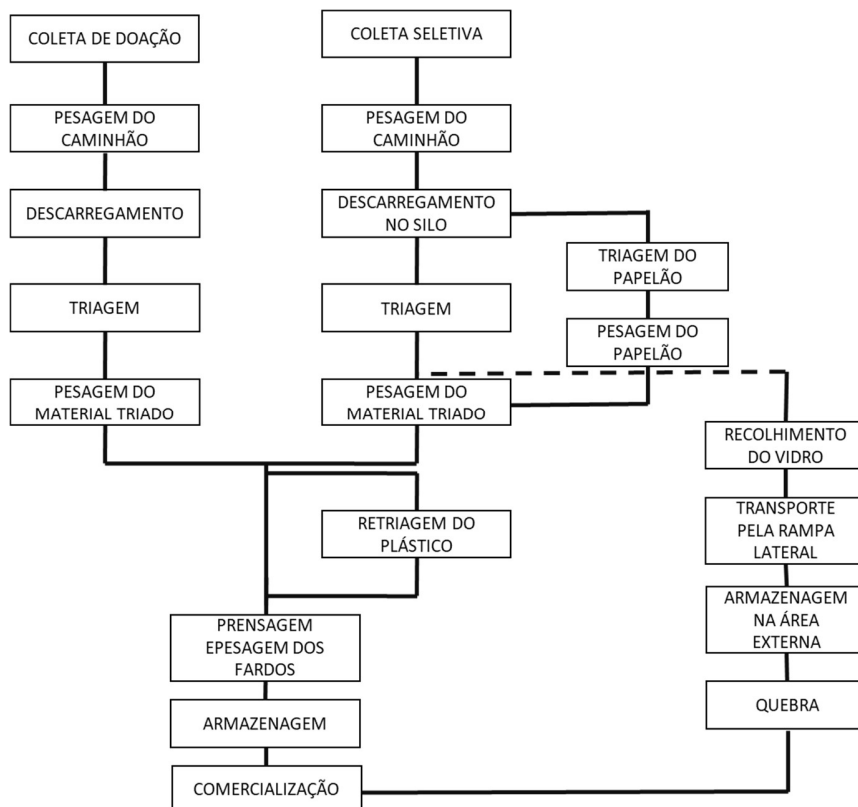 COLETA DE DOAÇÃO
COLETA SELETIVA
PESAGEM DO
CAMINHÃO
PESAGEM DO
CAMINHÃO
DESCARREGAMENTO
DESCARREGAMENTO
NO SILO
TRIAGEM DO
PAPELÃO
TRIAGEM
TRIAGEM
PESAGEM DO
PAPELÃO
PESAGEM DO
MATERIAL TRIADO
PESAGEM DO
MATERIAL TRIADO
RECOLHIMENTO
DO VIDRO
RETRIAGEM DO
PLÁSTICO
TRANSPORTE
PELA RAMPA
LATERAL
ARMAZENAGEM
NA ÁREA
EXTERNA
PRENSAGEM
EPESAGEM DOS
FARDOS
QUEBRA
ARMAZENAGEM
COMERCIALIZAÇÃO